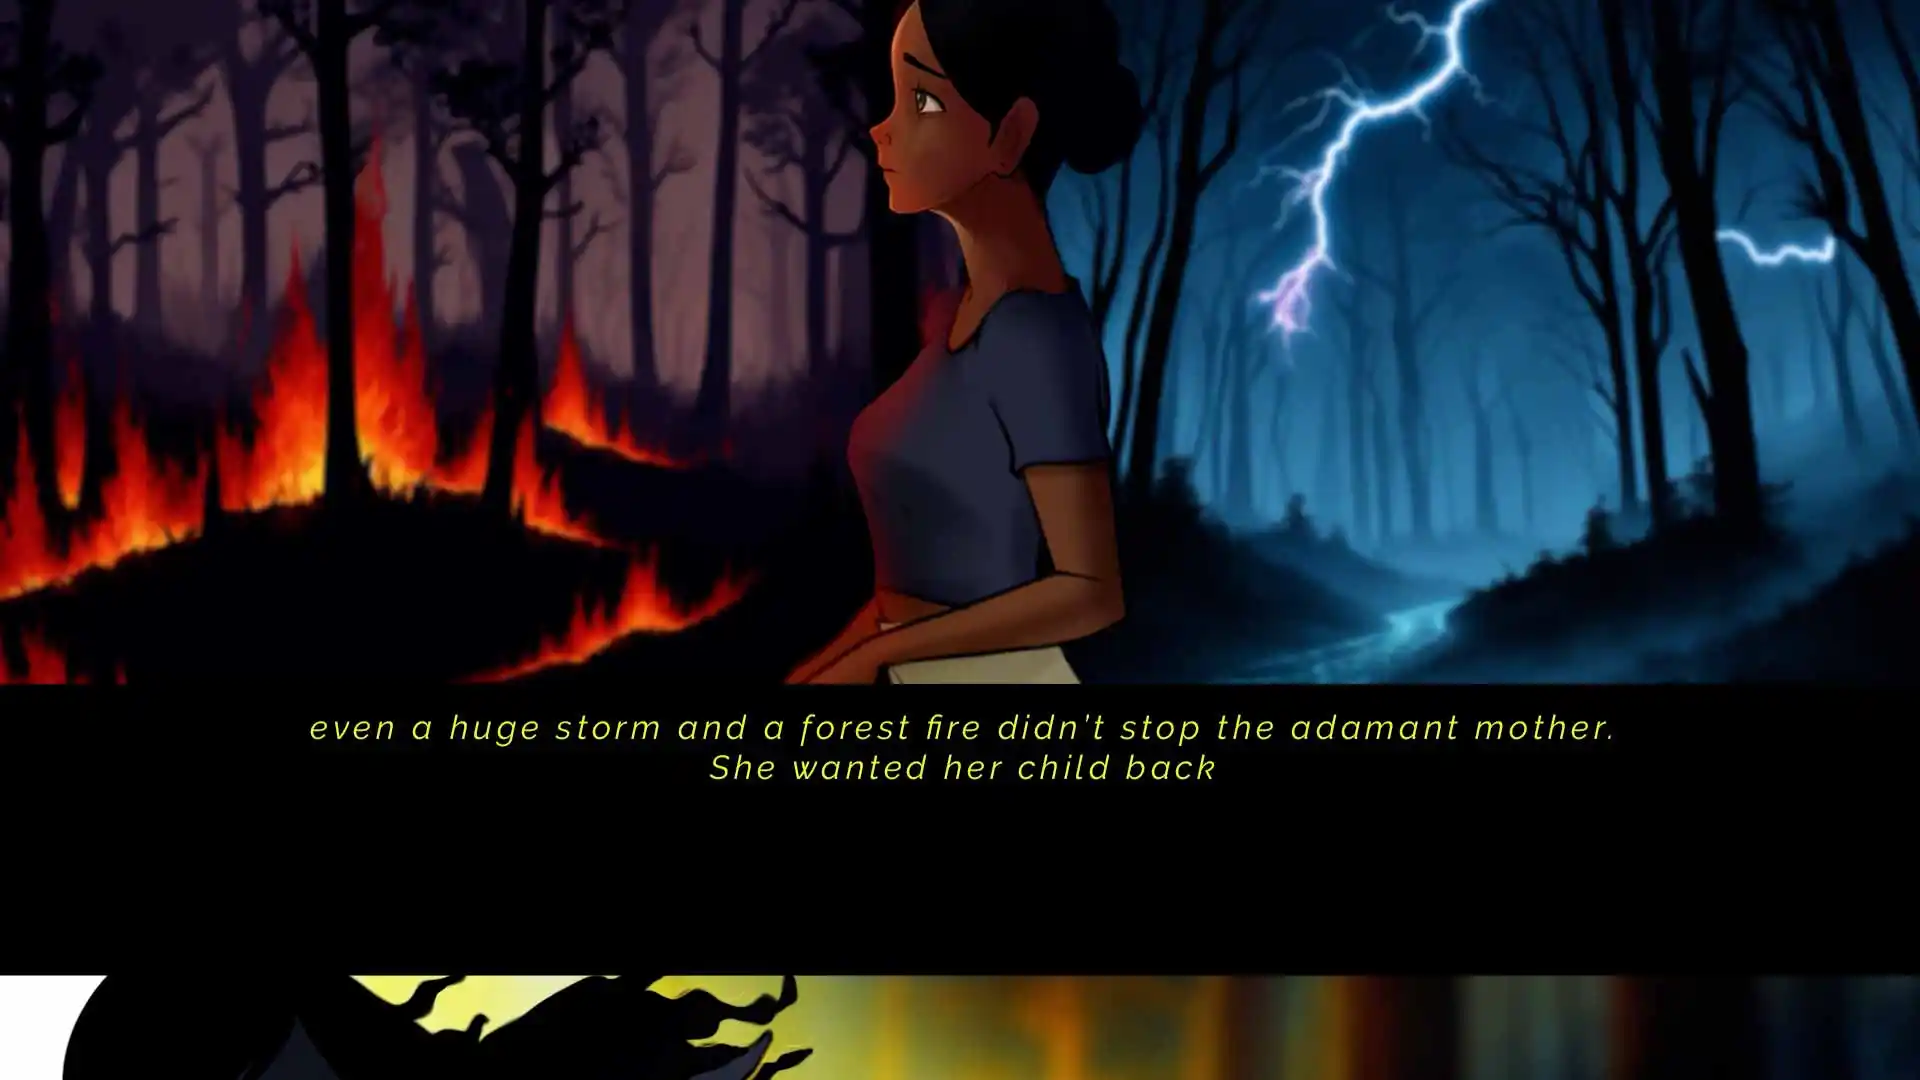 even a huge storm and a forest fire didn't stop the adamant mother.
She wanted her child back